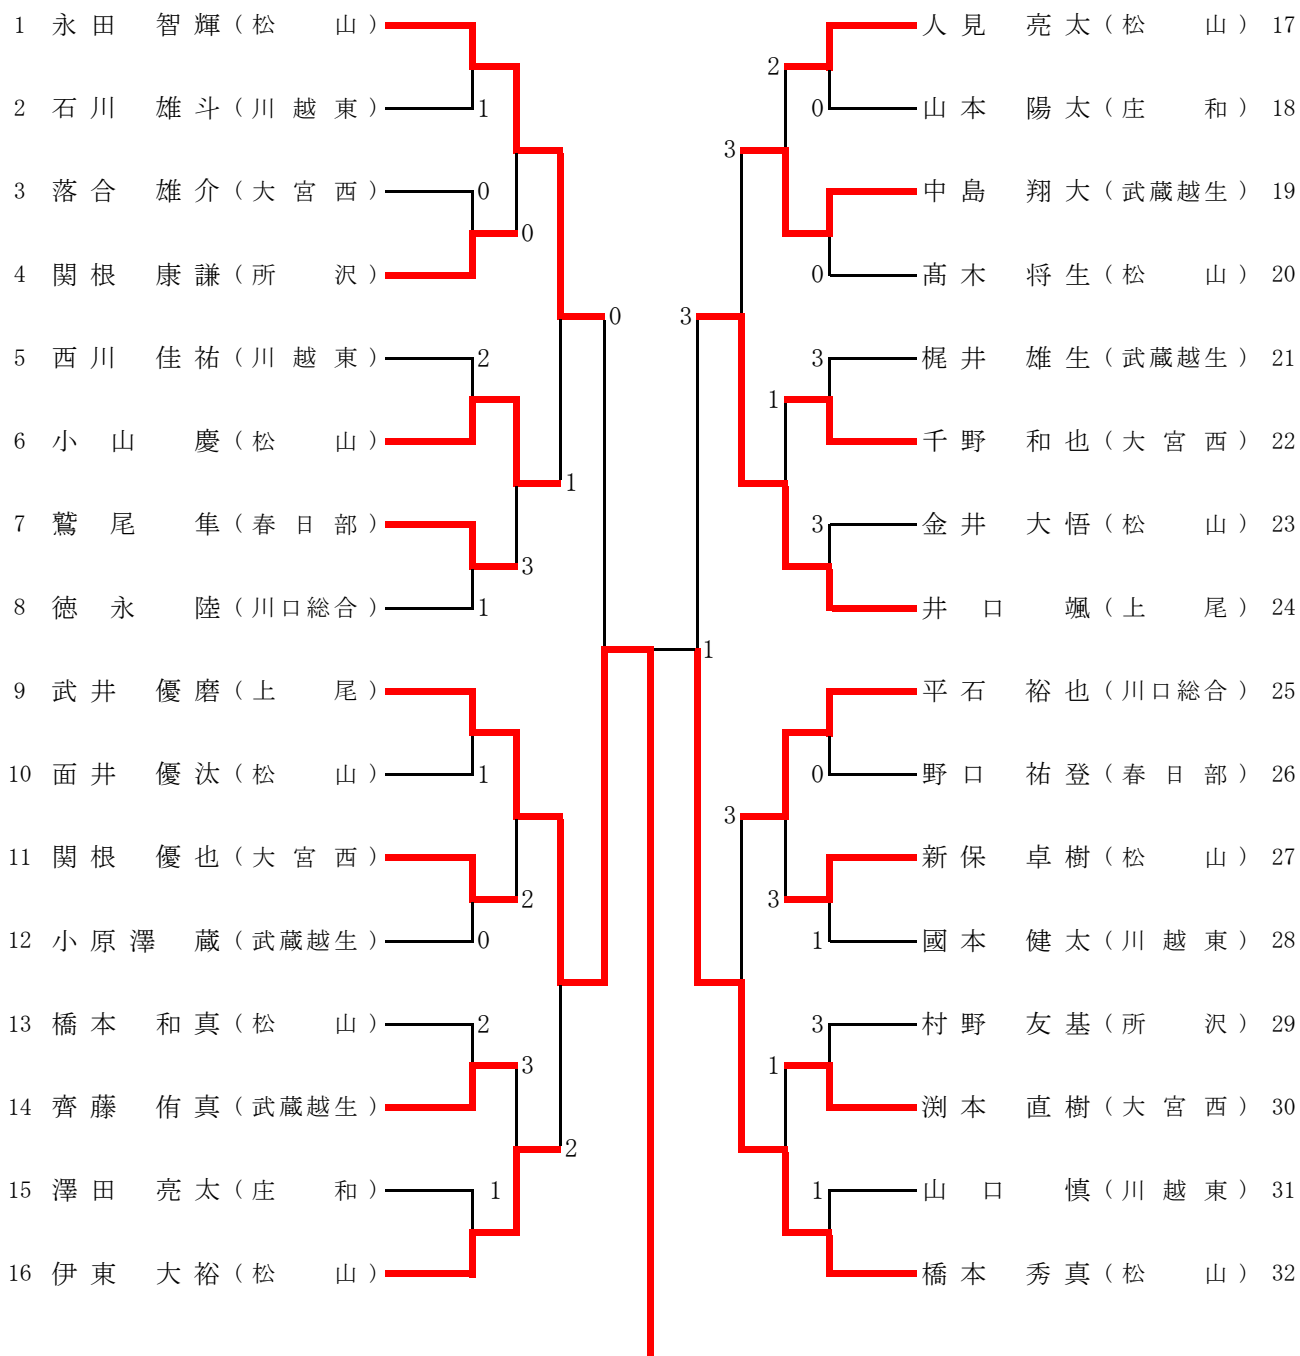 1 永田 智輝(松 山) 人見 亮太(松 山) 17
2
2 石川 雄斗(川越東) 1 0 山本 陽太(庄 和) 18
3
3 落合 雄介(大宮西) 0 中島 翔大(武蔵越生) 19
0
4 関根 康謙(所 沢) 0 髙木 将生(松 山) 20
0 3
5 西川 佳祐(川越東) 2 3 梶井 雄生(武蔵越生) 21
1
6 小山 慶(松 山) 千野 和也(大宮西) 22
1
7 鷲尾 隼(春日部) 3 金井 大悟(松 山) 23
3
8 徳永 陸(川口総合) 1 井口 颯(上 尾) 24
1
9 武井 優磨(上 尾) 平石 裕也(川口総合) 25
10 面井 優汰(松 山) 1 0 野口 祐登(春日部) 26
3
11 関根 優也(大宮西) 新保 卓樹(松 山) 27
2 3
12 小原澤 蔵(武蔵越生) 0 1 國本 健太(川越東) 28
13 橋本 和真(松 山) 2 3 村野 友基(所 沢) 29
3 1
14 齊藤 侑真(武蔵越生) 渕本 直樹(大宮西) 30
2
15 澤田 亮太(庄 和) 1 1 山口 慎(川越東) 31
16 伊東 大裕(松 山) 橋本 秀真(松 山) 32